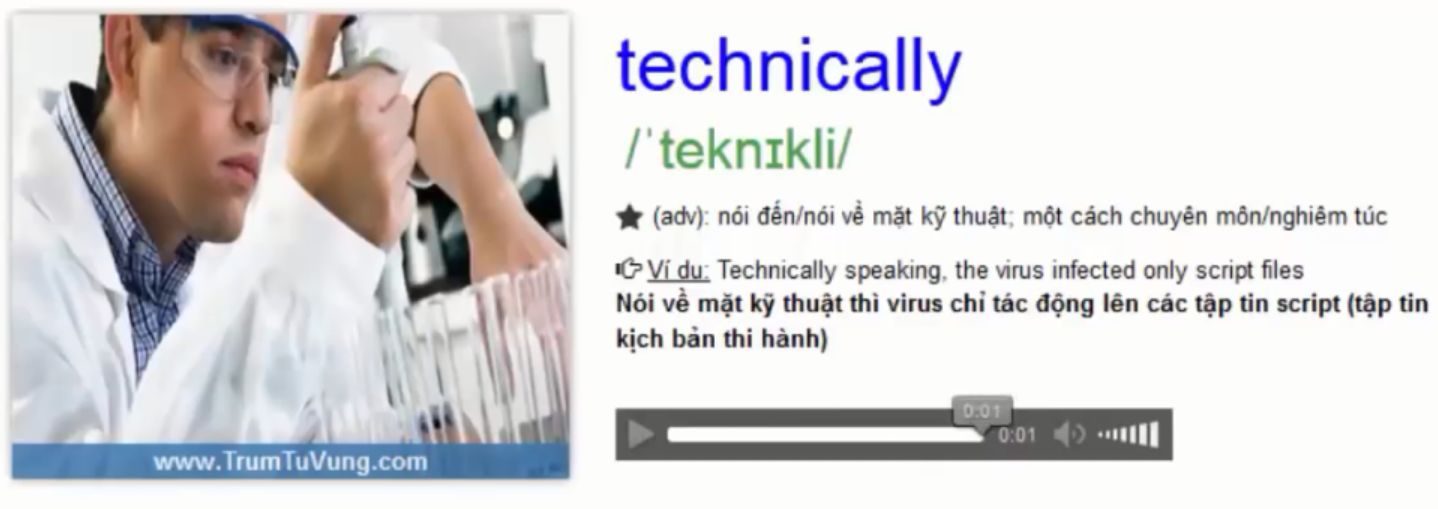 technically
/ˈteknɪkli/
★ (adv): nói đến/nói về mặt kỹ thuật; một cách chuyên môn/nghiêm túc
Ví dụ: Technically speaking, the virus infected only script files
Nói về mặt kỹ thuật thì virus chỉ tác động lên các tập tin script (tập tin
kịch bản thi hành)
0:01
0:01
www.TrumTuVung.com